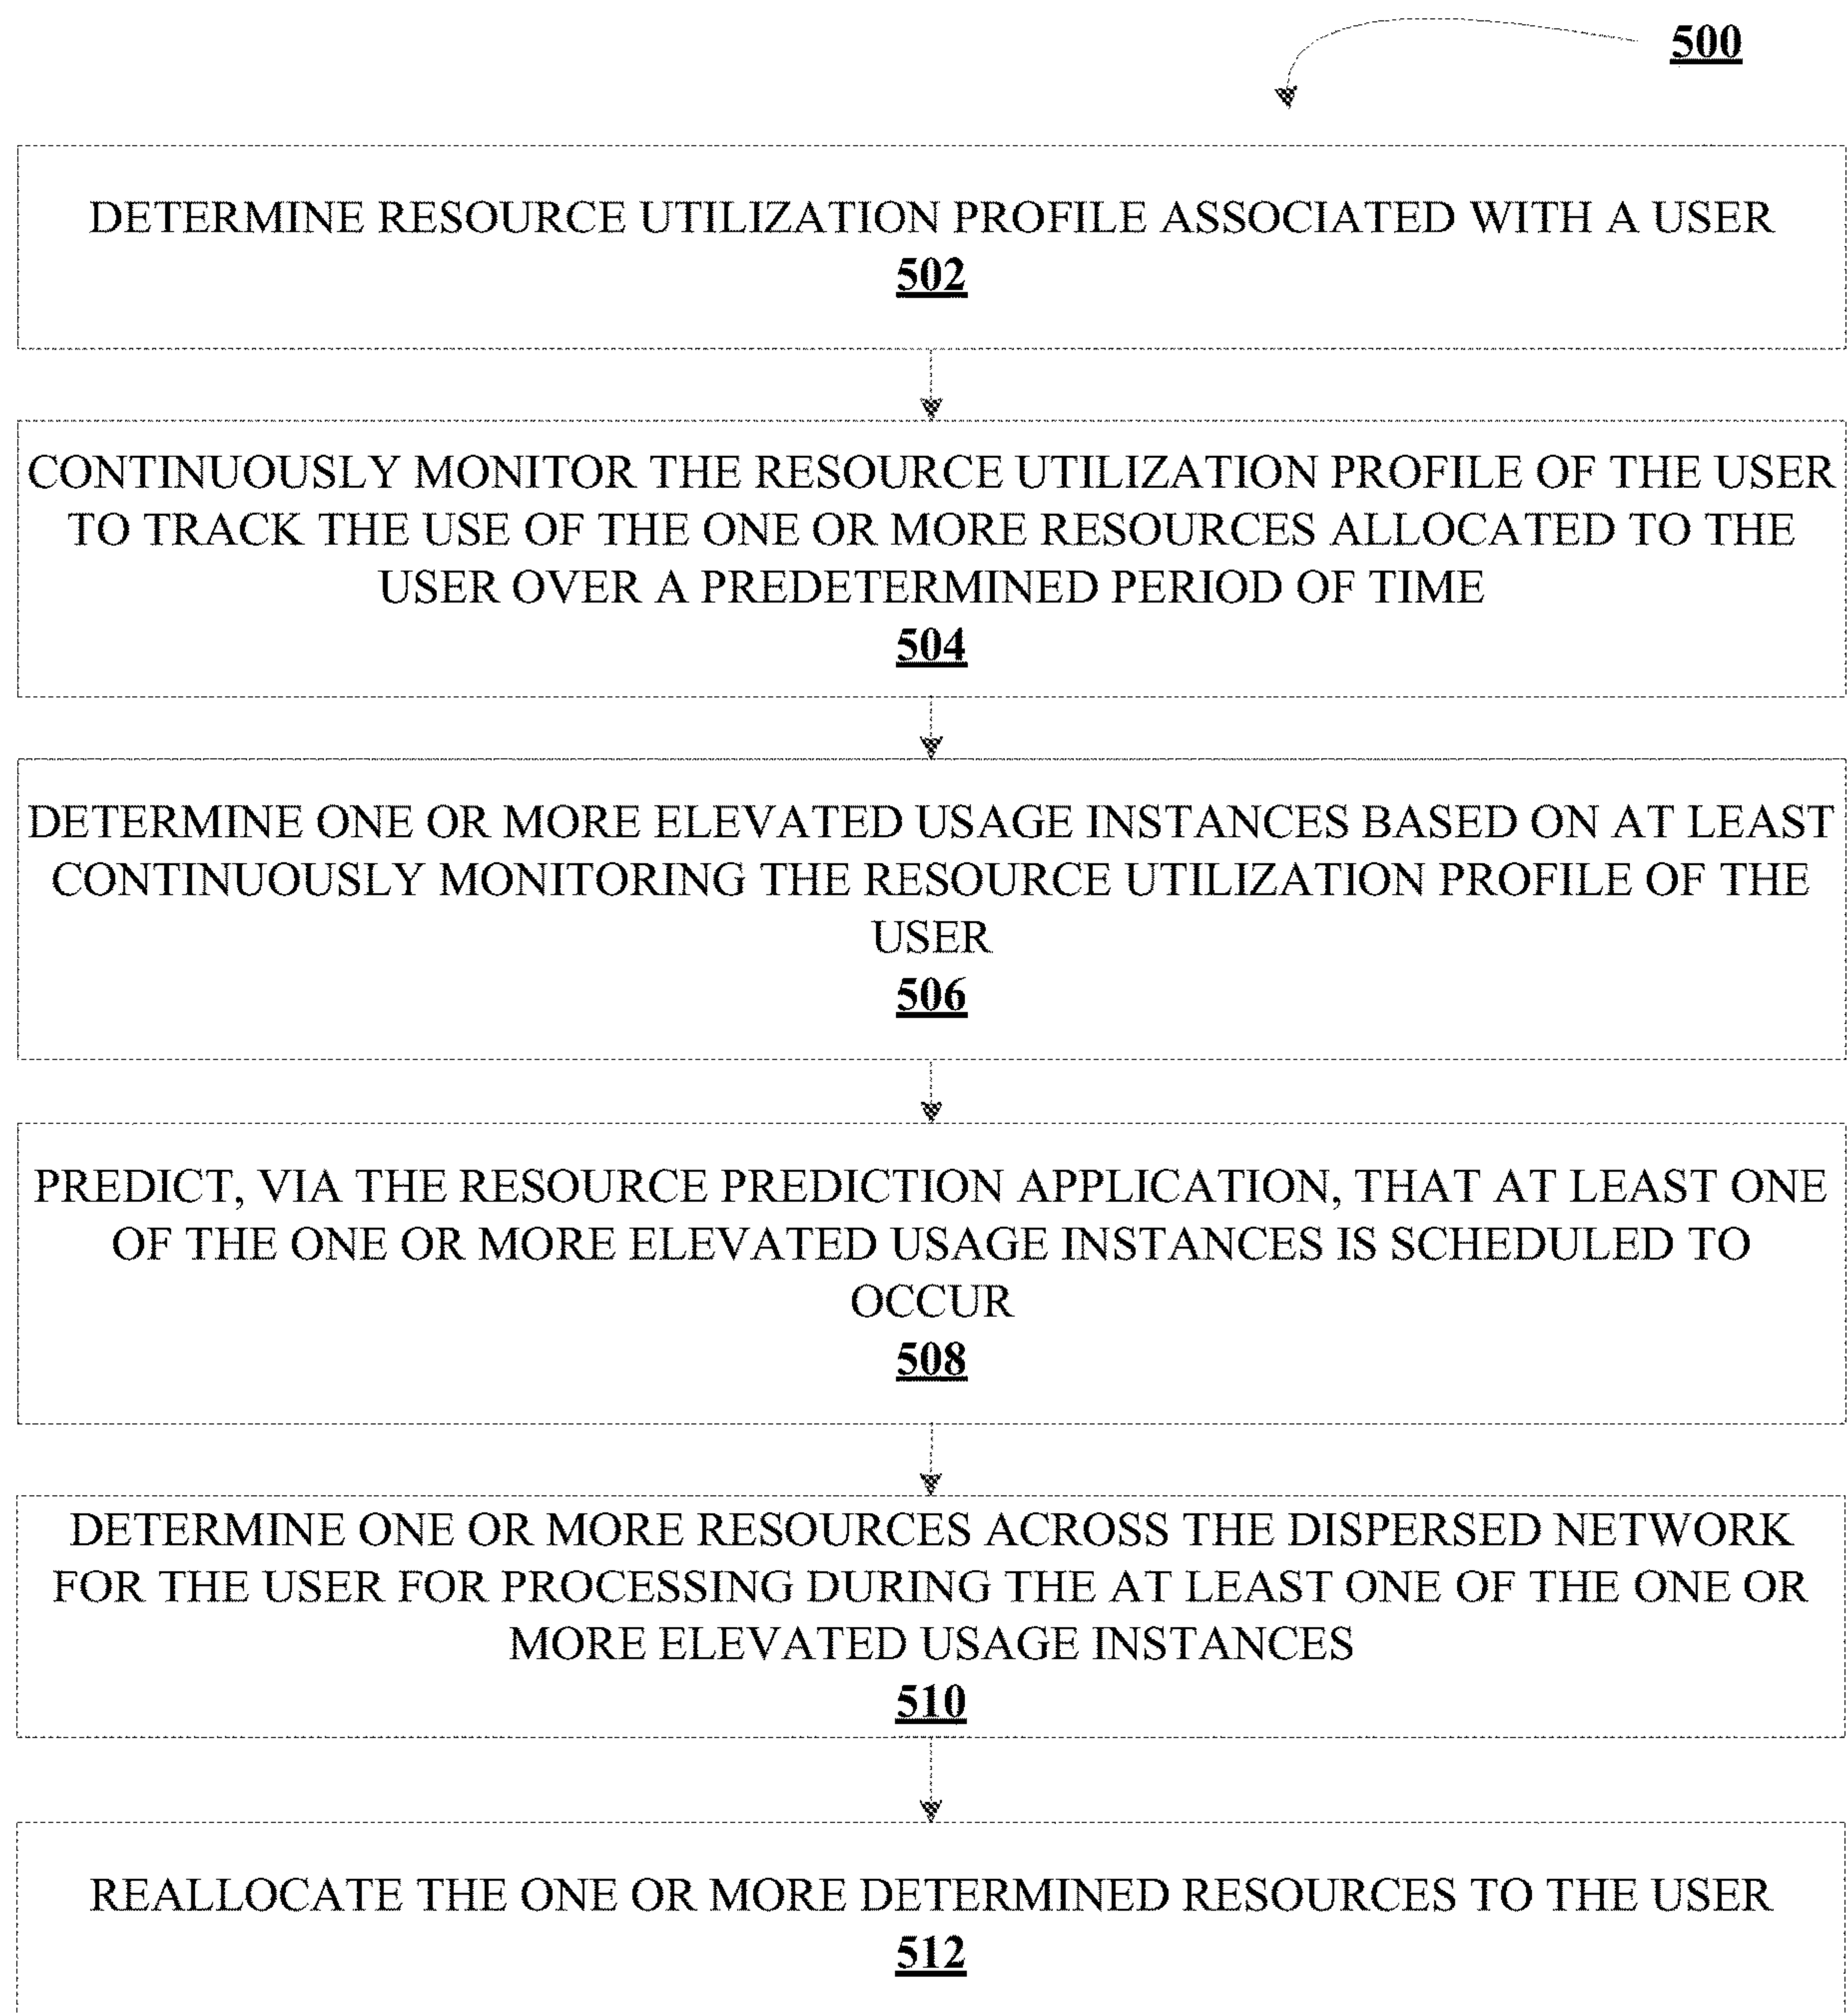 500
DETERMINE RESOURCE UTILIZATION PROFILE ASSOCIATED WITH A USER
502
CONTINUOUSLY MONITOR THE RESOURCE UTILIZATION PROFILE OF THE USER
TO TRACK THE USE OF THE ONE OR MORE RESOURCES ALLOCATED TO THE
USER OVER A PREDETERMINED PERIOD OF TIME
504
DETERMINE ONE OR MORE ELEVATED USAGE INSTANCES BASED ON AT LEAST
CONTINUOUSLY MONITORING THE RESOURCE UTILIZATION PROFILE OF THE
USER
506
PREDICT, VIA THE RESOURCE PREDICTION APPLICATION, THAT AT LEAST ONE
OF THE ONE OR MORE ELEVATED USAGE INSTANCES IS SCHEDULED TO
OCCUR
508
DETERMINE ONE OR MORE RESOURCES ACROSS THE DISPERSED NETWORK
FOR THE USER FOR PROCESSING DURING THE AT LEAST ONE OF THE ONE OR
MORE ELEVATED USAGE INSTANCES
510
REALLOCATE THE ONE OR MORE DETERMINED RESOURCES TO THE USER
512